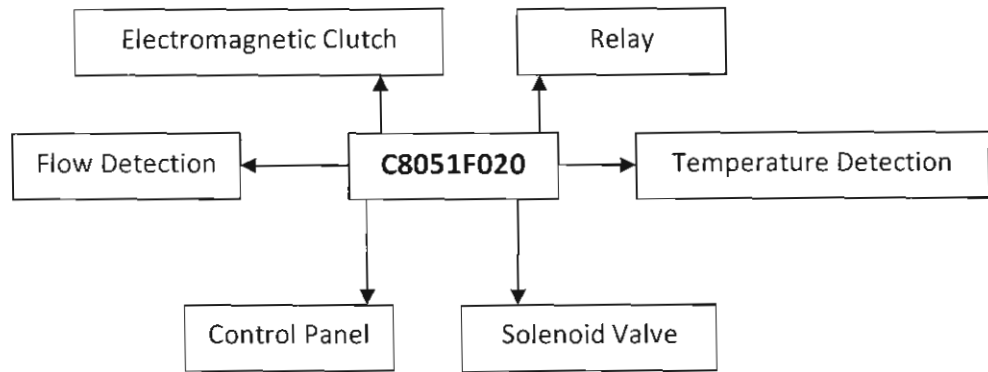 Electromagnetic Clutch
Relay
Flow Detection
C8051F020
Temperature Detection
Control Panel
Solenoid Valve